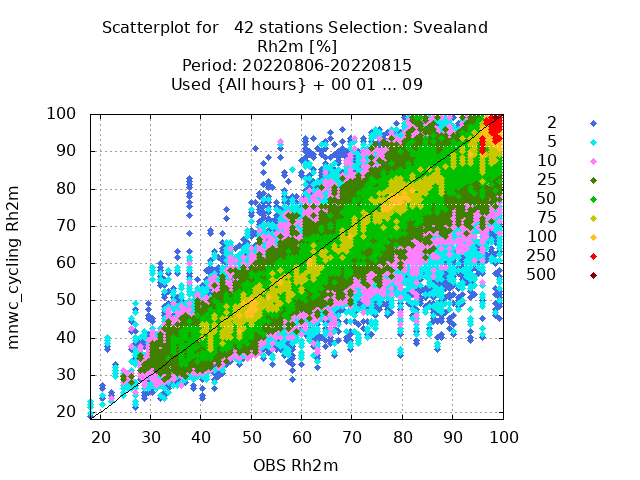 Scatterplot for   42 stations Selection: Svealand
Rh2m [%]
Period: 20220806-20220815
Used {All hours} + 00 01 ... 09
100
90
80
70
60
50
40
30
20
mnwc_cycling Rh2m
20 30 40 50 60 70 80 90 100
OBS Rh2m
2
5
10
25
50
75
100
250
500